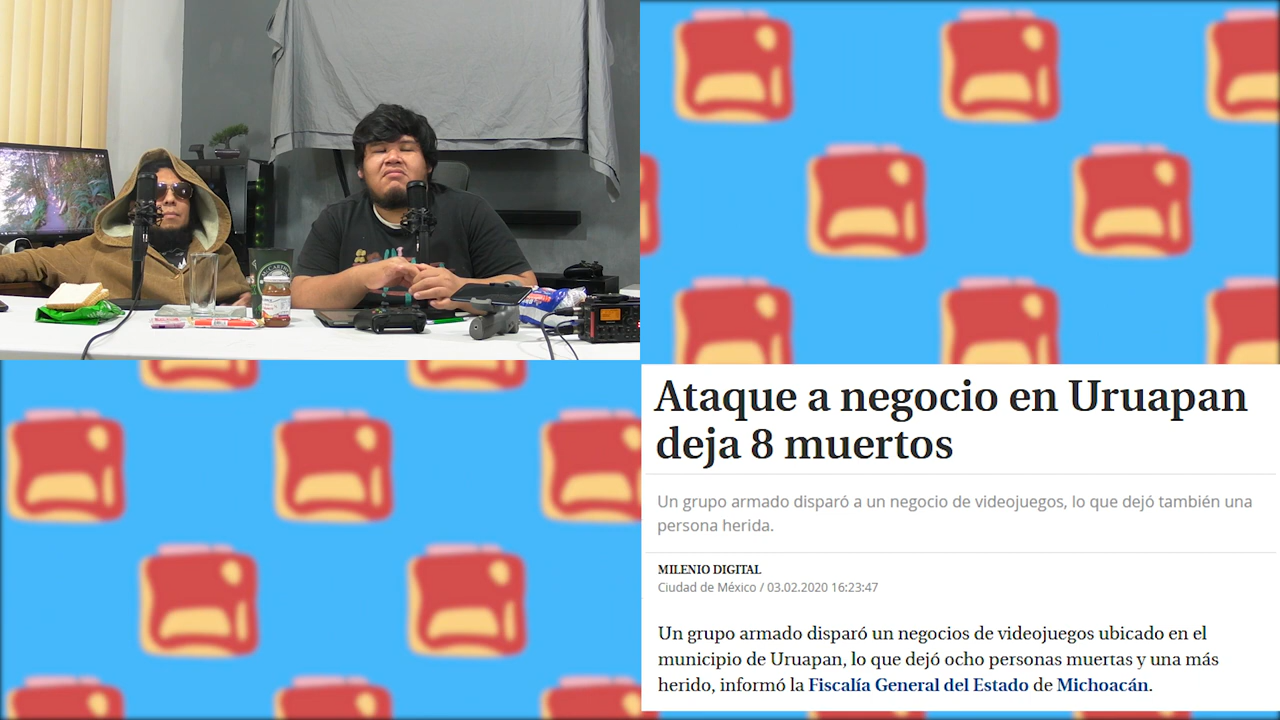 Ataque a negocio en Uruapan
deja 8 muertos
Un grupo armado disparó a un negocio de videojuegos, lo que dejó también una
persona herida.
MILENIO DIGITAL
Ciudad de México / 03.02.2020 16:23:47
Un grupo armado disparó un negocios de videojuegos ubicado en el
municipio de Uruapan, lo que dejó ocho personas muertas y una más
herido, informó la Fiscalía General del Estado de Michoacán.